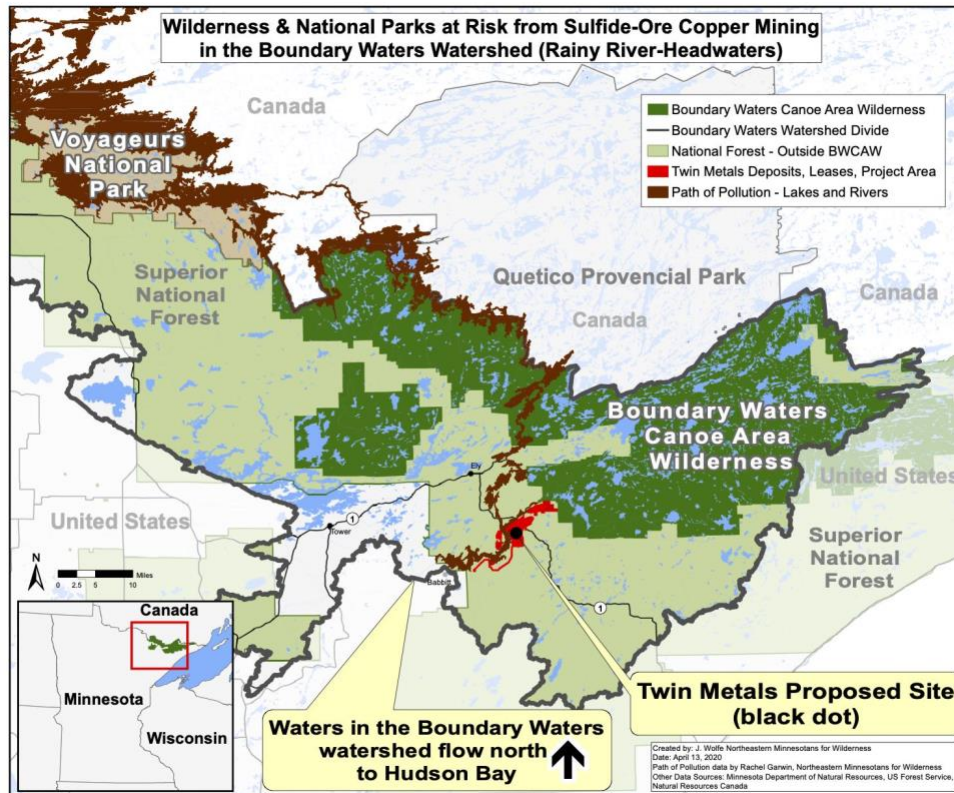 Wilderness & National Parks at Risk from Sulfide-Ore Copper Mining
in the Boundary Waters Watershed (Rainy River-Headwaters)
Canada
Boundary Waters Canoe Area Wilderness
Boundary Waters Watershed Divide
National Forest - Outside BWCAW
Twin Metals Deposits, Leases, Project Area
Path of Pollution - Lakes and Rivers
Voyageurs
National
Park
Superior
National
Forest
Quetico Provencial Park
Canada
Canada
Boundary Waters
Canoe Area
Wilderness
United States
Ely
United States
1
Tower
Superior
National
Forest
N
Miles
0 2.5 5 10
Babbitt
1
Canada
Minnesota
Wisconsin
Waters in the Boundary Waters
watershed flow north
to Hudson Bay
Twin Metals Proposed Site
(black dot)
Created by: J. Wolfe Northeastern Minnesotans for Wilderness
Date: April 13, 2020
Path of Pollution data by Rachel Garwin, Northeastern Minnesotans for Wilderness
Other Data Sources: Minnesota Department of Natural Resources, US Forest Service,
Natural Resources Canada